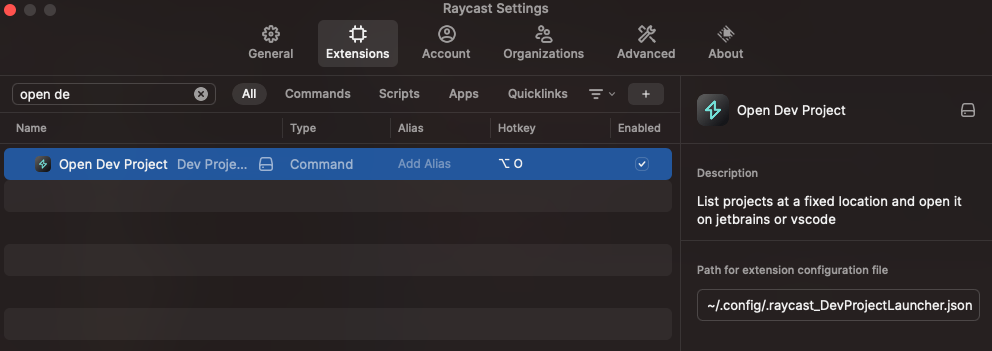 Raycast Settings
General
Extensions
Account
Organizations
Advanced
About
open de
All
Commands
Scripts
Apps
Quicklinks
+
Name
Type
Alias
Hotkey
Enabled
Open Dev Project Dev Proje... Command Add Alias ⌥ O
Open Dev Project
Description
List projects at a fixed location and open it
on jetbrains or vscode
Path for extension configuration file
~/.config/.raycast_DevProjectLauncher.json